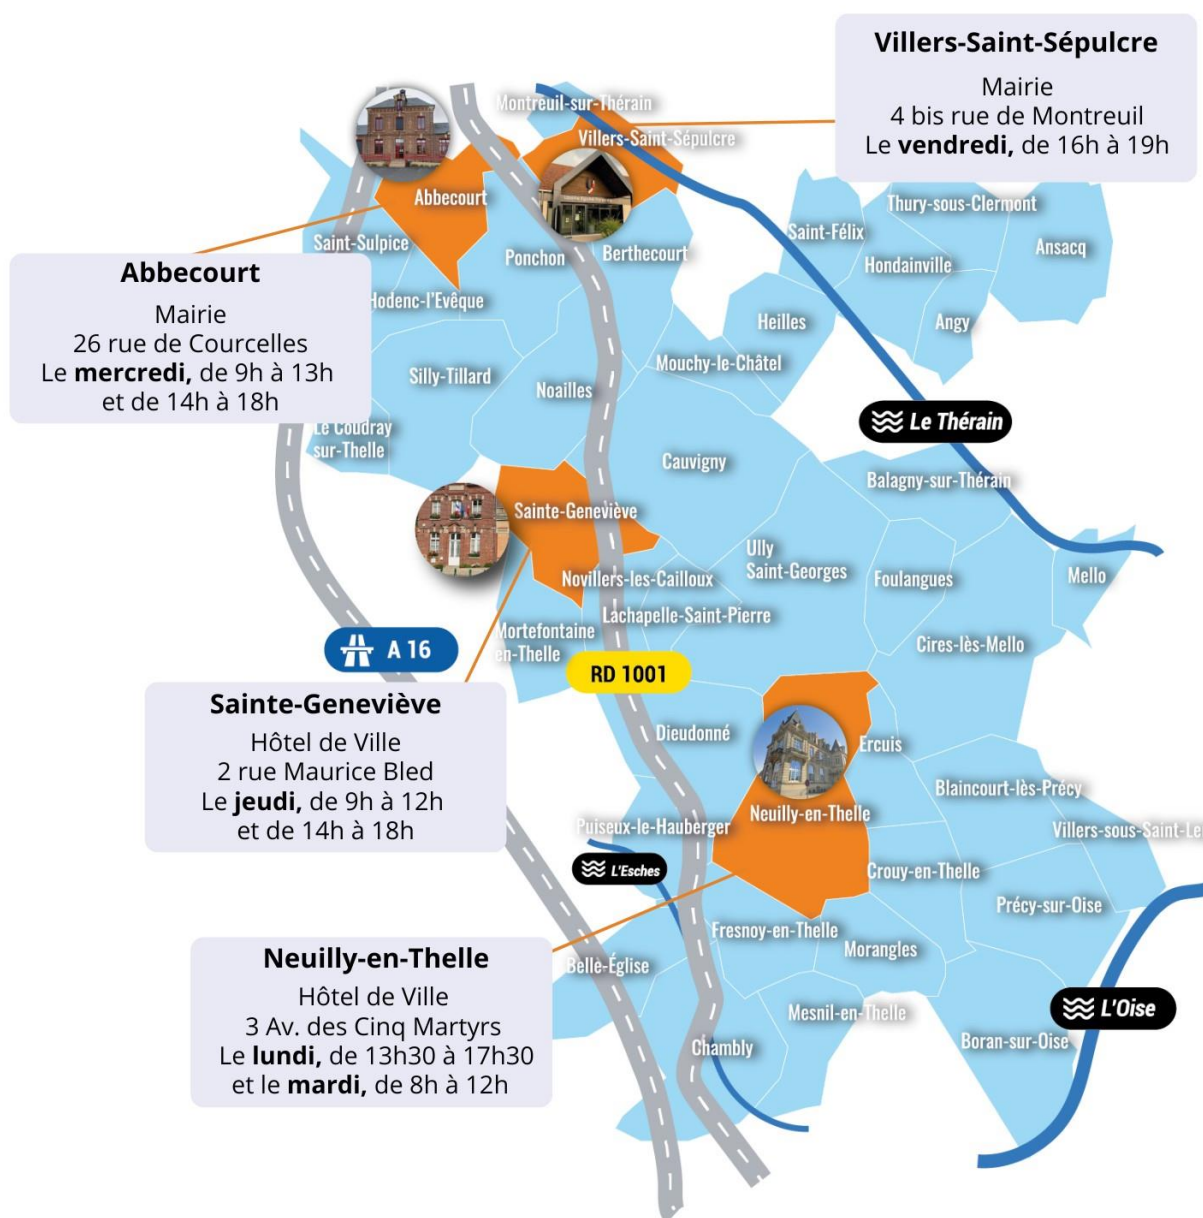 Villers-Saint-Sépulcre
Mairie
4 bis rue de Montreuil
Le vendredi, de 16h à 19h
Montreuil-sur-Thérain
Villers-Saint-Sépulcre
Abbecourt
Thury-sous-Clermont
Saint-Félix
Ansacq
Saint-Sulpice
Ponchon
Berthecourt
Hondainville
Abbecourt
Mairie
26 rue de Courcelles
Le mercredi, de 9h à 13h
et de 14h à 18h
Hodenc-l'Evêque
Heilles
Angy
Mouchy-le-Châtel
Silly-Tillard
Noailles
Le Thérain
Le Coudray
sur-Thelle
Cauvigny
Balagny-sur-Thérain
Sainte-Geneviève
Ully
Saint-Georges
Novillers-les-Cailloux
Foulangues
Mello
Lachapelle-Saint-Pierre
Mortefontaine
en-Thelle
Cires-lès-Mello
A 16
RD 1001
Sainte-Geneviève
Hôtel de Ville
2 rue Maurice Bled
Le jeudi, de 9h à 12h
et de 14h à 18h
Dieudonné
Ercuis
Blaincourt-lès-Précy
Neuilly-en-Thelle
Puiseux-le-Hauberger
Villers-sous-Saint-Le
L'Esches
Crouy-en-Thelle
Précy-sur-Oise
Fresnoy-en-Thelle
Morangles
Neuilly-en-Thelle
Hôtel de Ville
3 Av. des Cinq Martyrs
Le lundi, de 13h30 à 17h30
et le mardi, de 8h à 12h
Belle-Église
Mesnil-en-Thelle
L'Oise
Chambly
Boran-sur-Oise